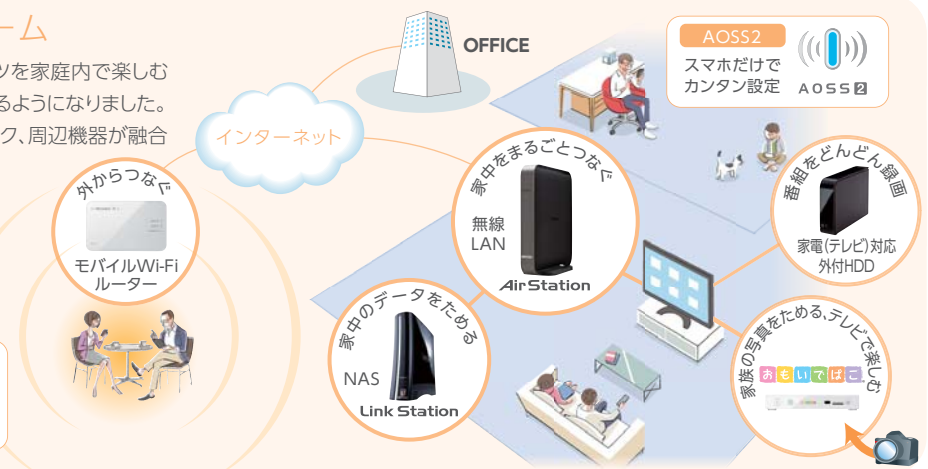 ーム
ツを家庭内で楽しむ
るようになりました。
ク、周辺機器が融合
OFFICE
インターネット
AOSS2
スマホだけで
カンタン設定
AOSS2
外からつなぐ
モバイルWi-Fi
ルーター
家中をまるごとつなぐ
無線
LAN
AirStation
番組をどんどん録画
家電(テレビ)対応
外付HDD
家中のデータをためる
NAS
Link Station
家族の写真をためる、テレビで楽しむ
おもいでばこ